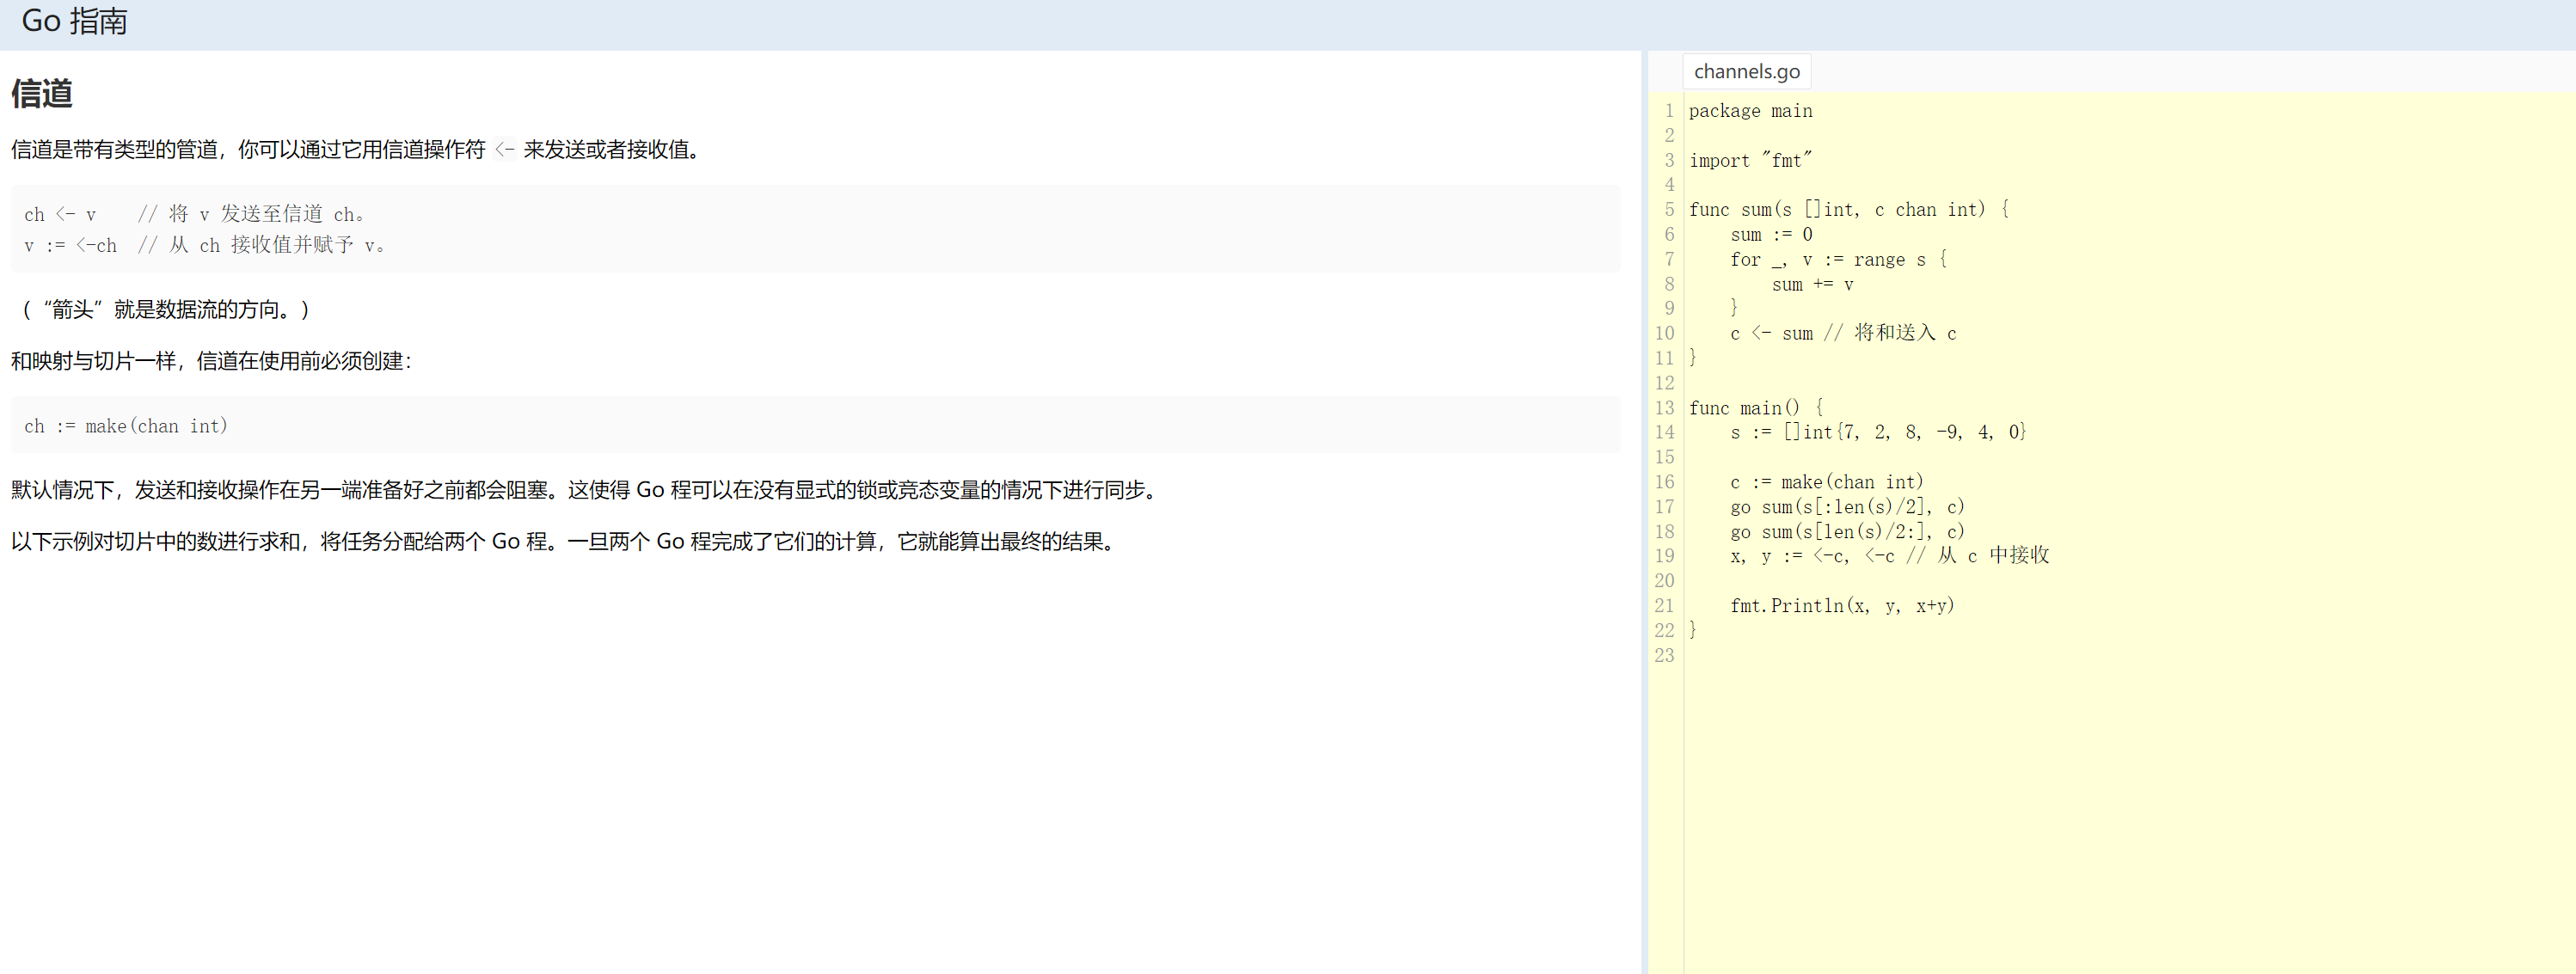 Go 指南
信道
信道是带有类型的管道，你可以通过它用信道操作符 <- 来发送或者接收值。
ch <- v    // 将 v 发送至信道 ch。
v := <-ch  // 从 ch 接收值并赋予 v。
（“箭头”就是数据流的方向。）
和映射与切片一样，信道在使用前必须创建：
ch := make(chan int)
默认情况下，发送和接收操作在另一端准备好之前都会阻塞。这使得 Go 程可以在没有显式的锁或竞态变量的情况下进行同步。
以下示例对切片中的数进行求和，将任务分配给两个 Go 程。一旦两个 Go 程完成了它们的计算，它就能算出最终的结果。
channels.go
1 package main
2
3 import "fmt"
4
5 func sum(s []int, c chan int) {
6     sum := 0
7     for _, v := range s {
8         sum += v
9     }
10     c <- sum // 将和送入 c
11 }
12
13 func main() {
14     s := []int{7, 2, 8, -9, 4, 0}
15
16     c := make(chan int)
17     go sum(s[:len(s)/2], c)
18     go sum(s[len(s)/2:], c)
19     x, y := <-c, <-c // 从 c 中接收
20
21     fmt.Println(x, y, x+y)
22 }
23